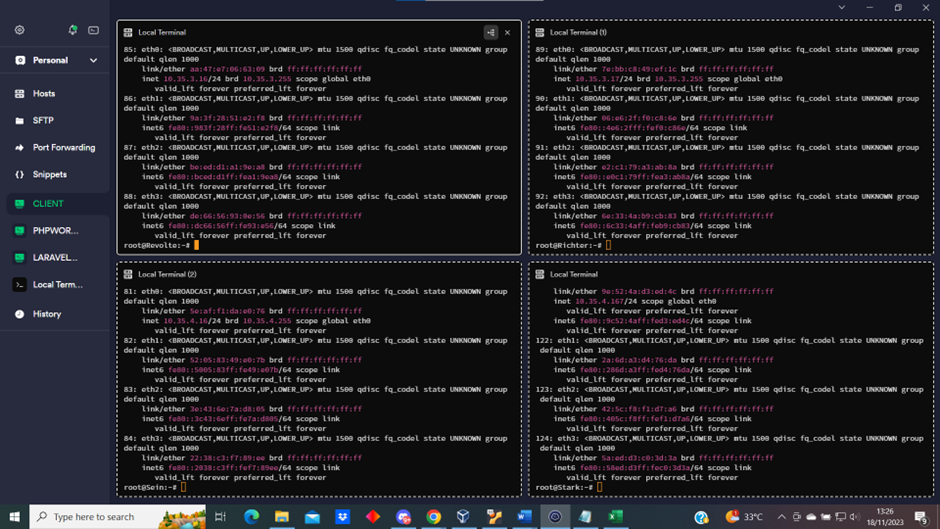 Personal
Hosts
SFTP
Port Forwarding
Snippets
CLIENT
PHPWOR...
LARAVEL...
Local Term...
History
Local Terminal
85: eth0: <BROADCAST,MULTICAST,UP,LOWER_UP> mtu 1500 qdisc fq_codel state UNKNOWN group
default qlen 1000
link/ether aa:47:e7:06:63:09 brd ff:ff:ff:ff:ff:ff
inet 10.35.3.16/24 brd 10.35.3.255 scope global eth0
valid_lft forever preferred_lft forever
86: eth1: <BROADCAST,MULTICAST,UP,LOWER_UP> mtu 1500 qdisc fq_codel state UNKNOWN group
default qlen 1000
link/ether 9a:3f:28:51:e2:f8 brd ff:ff:ff:ff:ff:ff
inet6 fe80::983f:28ff:fe51:e2f8/64 scope link
valid_lft forever preferred_lft forever
87: eth2: <BROADCAST,MULTICAST,UP,LOWER_UP> mtu 1500 qdisc fq_codel state UNKNOWN group
default qlen 1000
link/ether be:ed:d1:a1:9e:a8 brd ff:ff:ff:ff:ff:ff
inet6 fe80::bced:d1ff:fea1:9ea8/64 scope link
valid_lft forever preferred_lft forever
88: eth3: <BROADCAST,MULTICAST,UP,LOWER_UP> mtu 1500 qdisc fq_codel state UNKNOWN group
default qlen 1000
link/ether de:66:56:93:0e:56 brd ff:ff:ff:ff:ff:ff
inet6 fe80::dc66:56ff:fe93:e56/64 scope link
valid_lft forever preferred_lft forever
root@Revolte:~#
Local Terminal (1)
89: eth0: <BROADCAST,MULTICAST,UP,LOWER_UP> mtu 1500 qdisc fq_codel state UNKNOWN group
default qlen 1000
link/ether 7e:bb:c8:49:ef:1c brd ff:ff:ff:ff:ff:ff
inet 10.35.3.17/24 brd 10.35.3.255 scope global eth0
valid_lft forever preferred_lft forever
90: eth1: <BROADCAST,MULTICAST,UP,LOWER_UP> mtu 1500 qdisc fq_codel state UNKNOWN group
default qlen 1000
link/ether 06:e6:2f:f0:c8:6e brd ff:ff:ff:ff:ff:ff
inet6 fe80::4e6:2fff:fef0:c86e/64 scope link
valid_lft forever preferred_lft forever
91: eth2: <BROADCAST,MULTICAST,UP,LOWER_UP> mtu 1500 qdisc fq_codel state UNKNOWN group
default qlen 1000
link/ether e2:c1:79:a3:ab:8a brd ff:ff:ff:ff:ff:ff
inet6 fe80::e0c1:79ff:fea3:ab8a/64 scope link
valid_lft forever preferred_lft forever
92: eth3: <BROADCAST,MULTICAST,UP,LOWER_UP> mtu 1500 qdisc fq_codel state UNKNOWN group
default qlen 1000
link/ether 6e:33:4a:b9:cb:83 brd ff:ff:ff:ff:ff:ff
inet6 fe80::6c33:4aff:feb9:cb83/64 scope link
valid_lft forever preferred_lft forever
root@Richter:~#
Local Terminal (2)
81: eth0: <BROADCAST,MULTICAST,UP,LOWER_UP> mtu 1500 qdisc fq_codel state UNKNOWN group
default qlen 1000
link/ether 5e:af:f1:da:e0:76 brd ff:ff:ff:ff:ff:ff
inet 10.35.4.16/24 brd 10.35.4.255 scope global eth0
valid_lft forever preferred_lft forever
82: eth1: <BROADCAST,MULTICAST,UP,LOWER_UP> mtu 1500 qdisc fq_codel state UNKNOWN group
default qlen 1000
link/ether 52:05:83:49:e0:7b brd ff:ff:ff:ff:ff:ff
inet6 fe80::5005:83ff:fe49:e07b/64 scope link
valid_lft forever preferred_lft forever
83: eth2: <BROADCAST,MULTICAST,UP,LOWER_UP> mtu 1500 qdisc fq_codel state UNKNOWN group
default qlen 1000
link/ether 3e:43:6e:7a:d8:05 brd ff:ff:ff:ff:ff:ff
inet6 fe80::3c43:6eff:fe7a:d805/64 scope link
valid_lft forever preferred_lft forever
84: eth3: <BROADCAST,MULTICAST,UP,LOWER_UP> mtu 1500 qdisc fq_codel state UNKNOWN group
default qlen 1000
link/ether 22:38:c3:f7:89:ee brd ff:ff:ff:ff:ff:ff
inet6 fe80::2038:c3ff:fef7:89ee/64 scope link
valid_lft forever preferred_lft forever
root@Sein:~#
Local Terminal
link/ether 9e:52:4a:d3:ed:4c brd ff:ff:ff:ff:ff:ff
inet 10.35.4.167/24 scope global eth0
valid_lft forever preferred_lft forever
inet6 fe80::9c52:4aff:fed3:ed4c/64 scope link
valid_lft forever preferred_lft forever
122: eth1: <BROADCAST,MULTICAST,UP,LOWER_UP> mtu 1500 qdisc fq_codel state UNKNOWN group
default qlen 1000
link/ether 2a:6d:a3:d4:76:da brd ff:ff:ff:ff:ff:ff
inet6 fe80::286d:a3ff:fed4:76da/64 scope link
valid_lft forever preferred_lft forever
123: eth2: <BROADCAST,MULTICAST,UP,LOWER_UP> mtu 1500 qdisc fq_codel state UNKNOWN group
default qlen 1000
link/ether 42:5c:f8:f1:d7:a6 brd ff:ff:ff:ff:ff:ff
inet6 fe80::405c:f8ff:fef1:d7a6/64 scope link
valid_lft forever preferred_lft forever
124: eth3: <BROADCAST,MULTICAST,UP,LOWER_UP> mtu 1500 qdisc fq_codel state UNKNOWN group
default qlen 1000
link/ether 5a:ed:d3:c0:3d:3a brd ff:ff:ff:ff:ff:ff
inet6 fe80::58ed:d3ff:fec0:3d3a/64 scope link
valid_lft forever preferred_lft forever
root@Stark:~#
Type here to search
33°C
13:26
18/11/2023